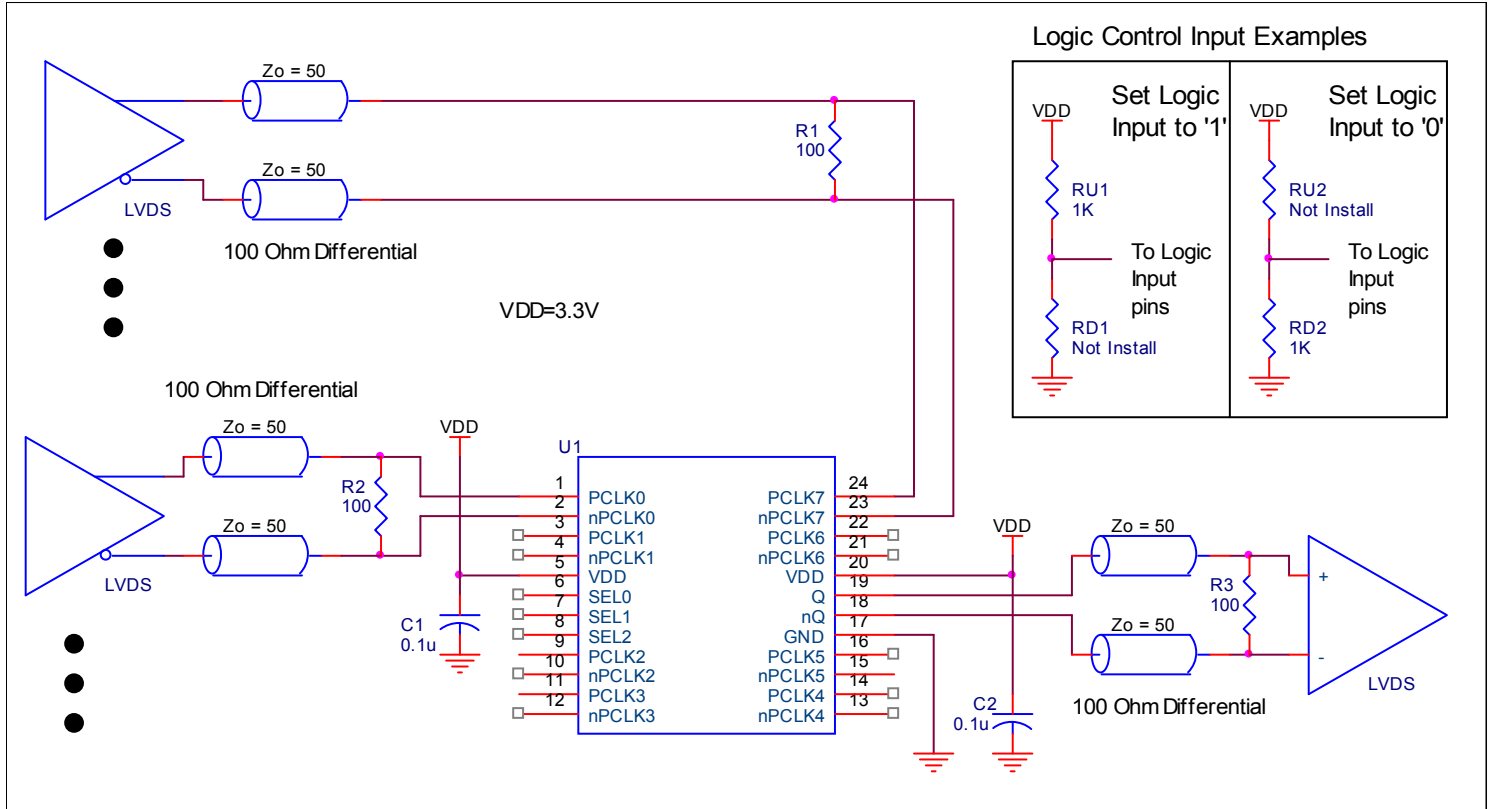 Logic Control Input Examples
Zo = 50
R1
100
Zo = 50
LVDS
100 Ohm Differential
VDD=3.3V
VDD
Set Logic
Input to '1'
RU1
1K
To Logic
Input
pins
RD1
Not Install
VDD
Set Logic
Input to '0'
RU2
Not Install
To Logic
Input
pins
RD2
1K
100 Ohm Differential
Zo = 50
R2
100
Zo = 50
LVDS
VDD
C1
0.1u
U1
1 PCLK0
2 nPCLK0
3 PCLK1
4 nPCLK1
5 VDD
6 SEL0
7 SEL1
8 SEL2
9 PCLK2
10 nPCLK2
11 PCLK3
12 nPCLK3
PCLK7 24
nPCLK7 23
PCLK6 22
nPCLK6 21
VDD 20
Q 19
nQ 18
GND 17
PCLK5 16
nPCLK5 15
PCLK4 14
nPCLK4 13
VDD
C2
0.1u
Zo = 50
R3
100
Zo = 50
+
-
LVDS
100 Ohm Differential